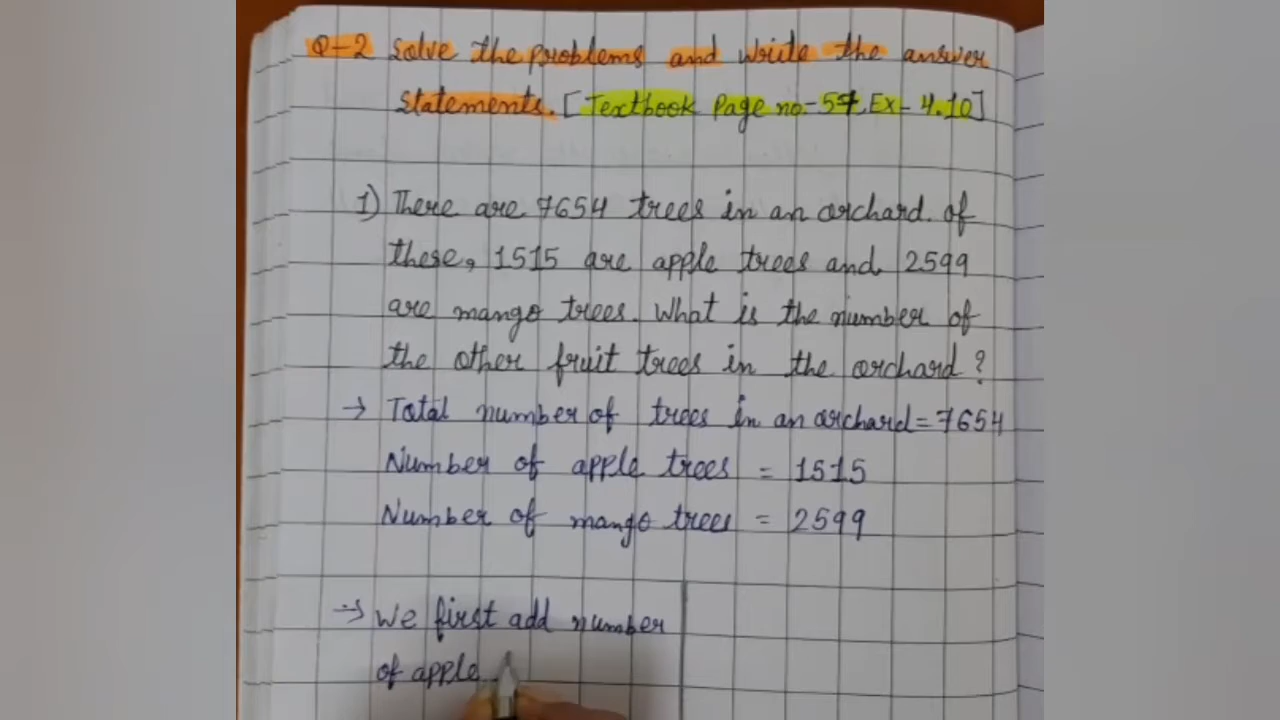 Q-2 Solve the problems and write the answer
statements. [Textbook Page no:-57, Ex- 4.10]
1) There are 7654 trees in an orchard. of
these, 1515 are apple trees and 2599
are mango trees. What is the number of
the other fruit trees in the orchard?
→ Total number of trees in an orchard = 7654
Number of apple trees = 1515
Number of mango trees = 2599
→ We first add number
of apple